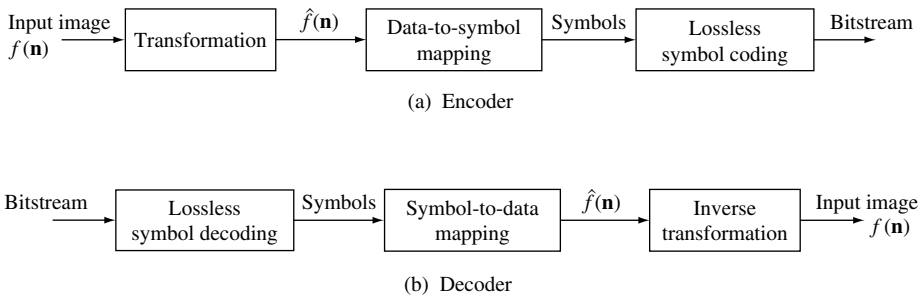 Input image
f(n)
Transformation
f̂(n)
Data-to-symbol
mapping
Symbols
Lossless
symbol coding
Bitstream
(a) Encoder
Bitstream
Lossless
symbol decoding
Symbols
Symbol-to-data
mapping
f̂(n)
Inverse
transformation
Input image
f(n)
(b) Decoder